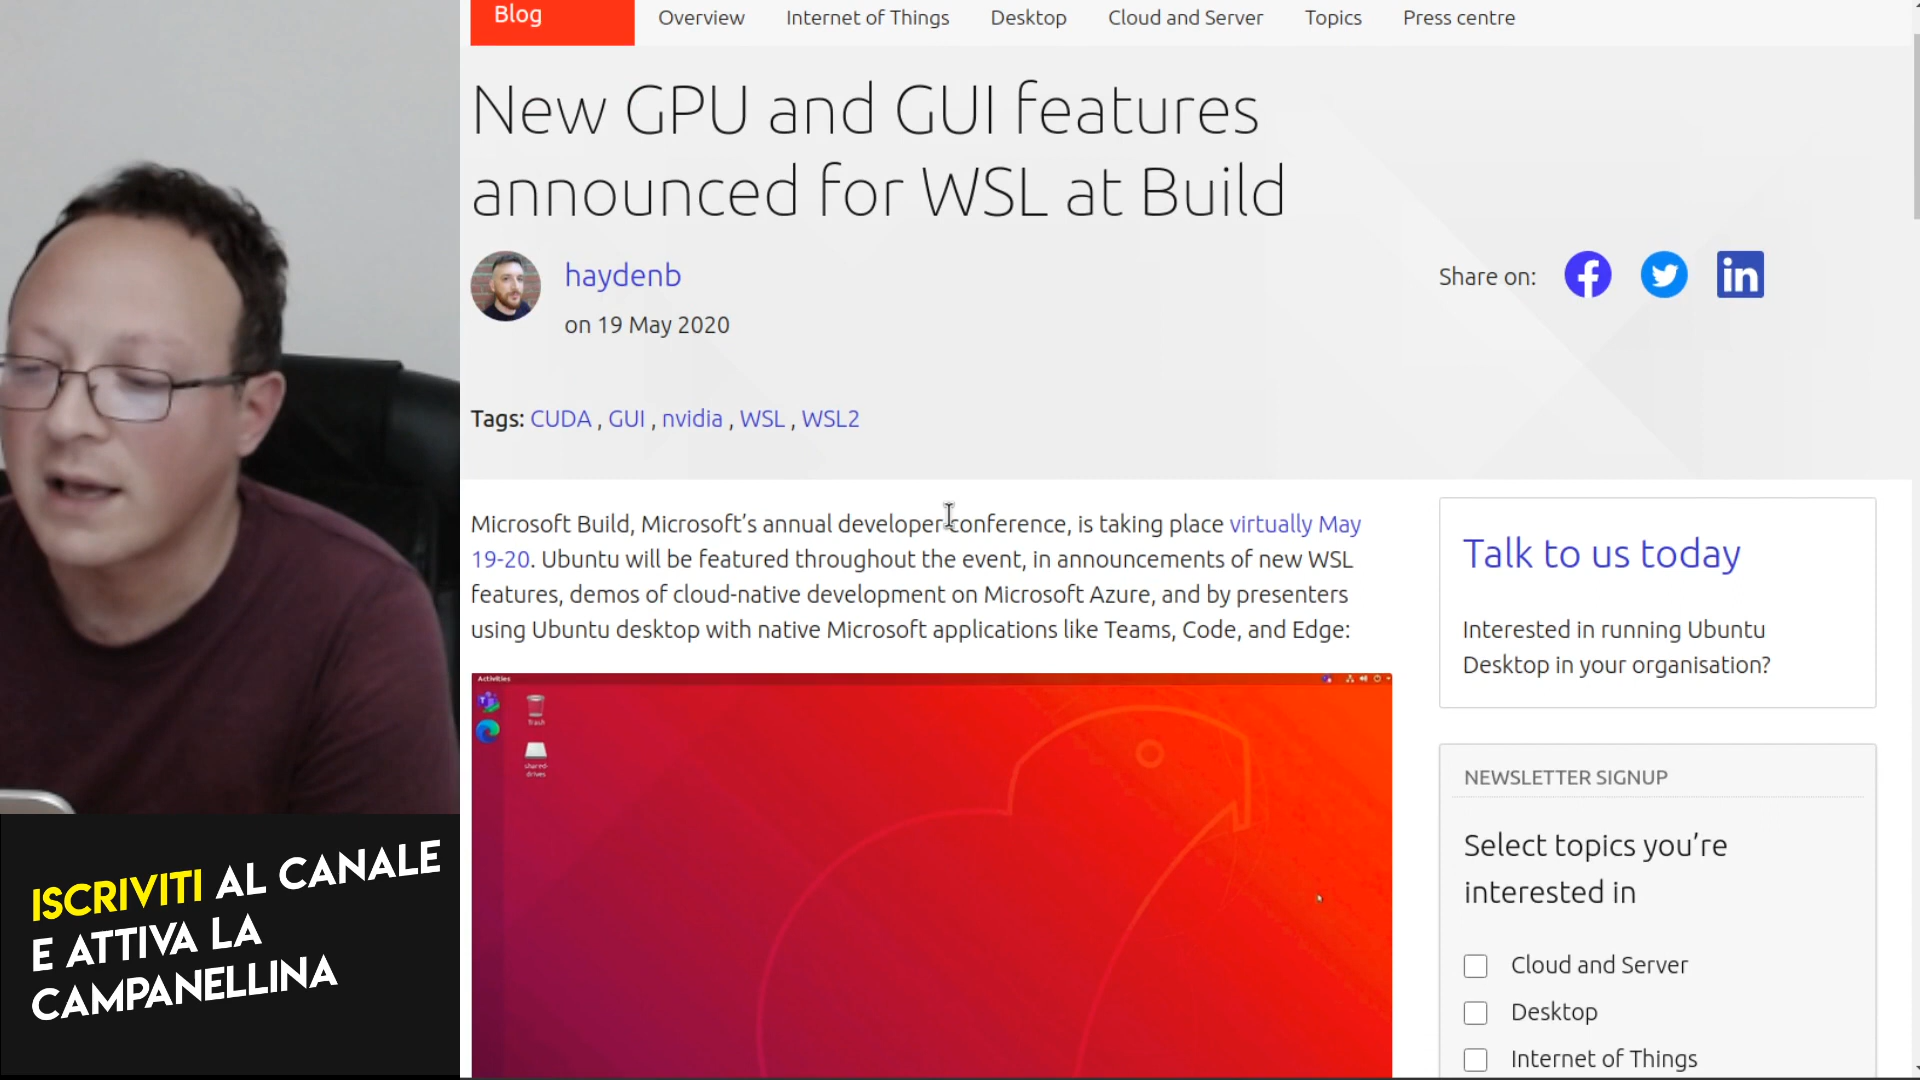 Blog
Overview
Internet of Things
Desktop
Cloud and Server
Topics
Press centre
New GPU and GUI features
announced for WSL at Build
haydenb
on 19 May 2020
Share on:
Tags: CUDA , GUI , nvidia , WSL , WSL2
Microsoft Build, Microsoft’s annual developer conference, is taking place virtually May
19-20. Ubuntu will be featured throughout the event, in announcements of new WSL
features, demos of cloud-native development on Microsoft Azure, and by presenters
using Ubuntu desktop with native Microsoft applications like Teams, Code, and Edge:
Activities
Trash
shared-
drives
Talk to us today
Interested in running Ubuntu
Desktop in your organisation?
NEWSLETTER SIGNUP
Select topics you’re
interested in
Cloud and Server
Desktop
Internet of Things
ISCRIVITI AL CANALE
E ATTIVA LA
CAMPANELLINA